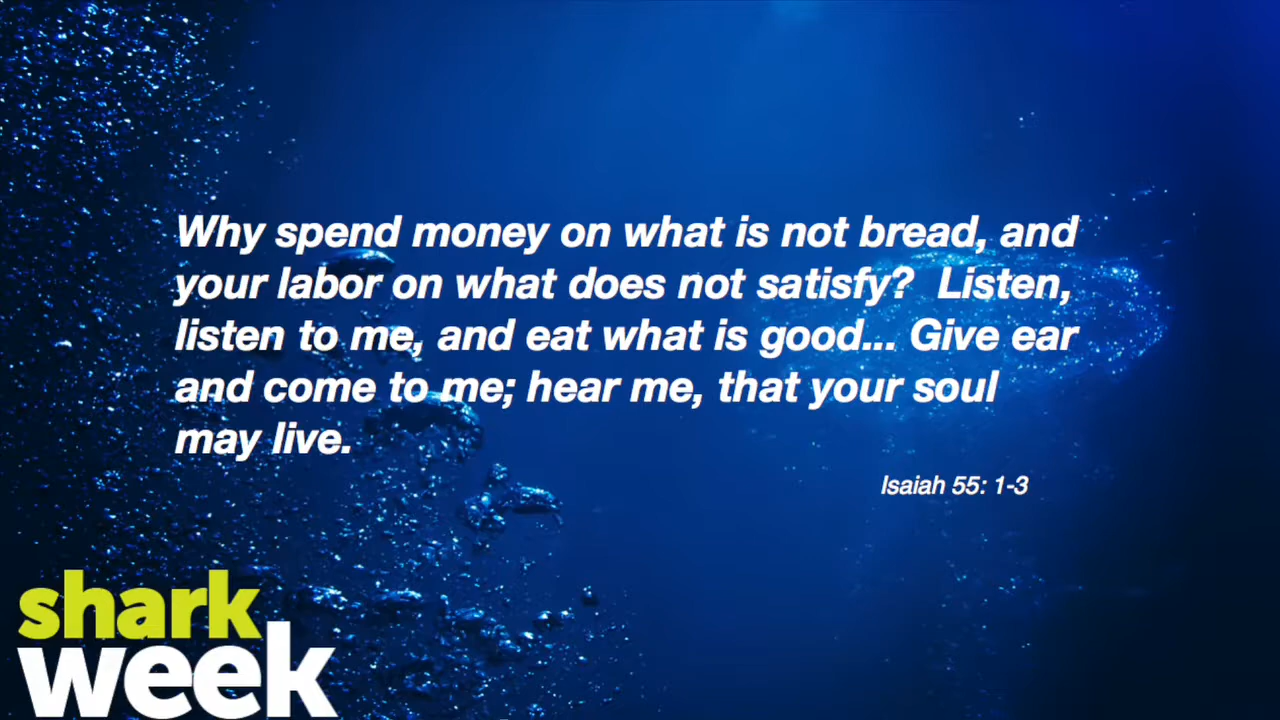 Why spend money on what is not bread, and
your labor on what does not satisfy?  Listen,
listen to me, and eat what is good... Give ear
and come to me; hear me, that your soul
may live.
Isaiah 55: 1-3
shark
week